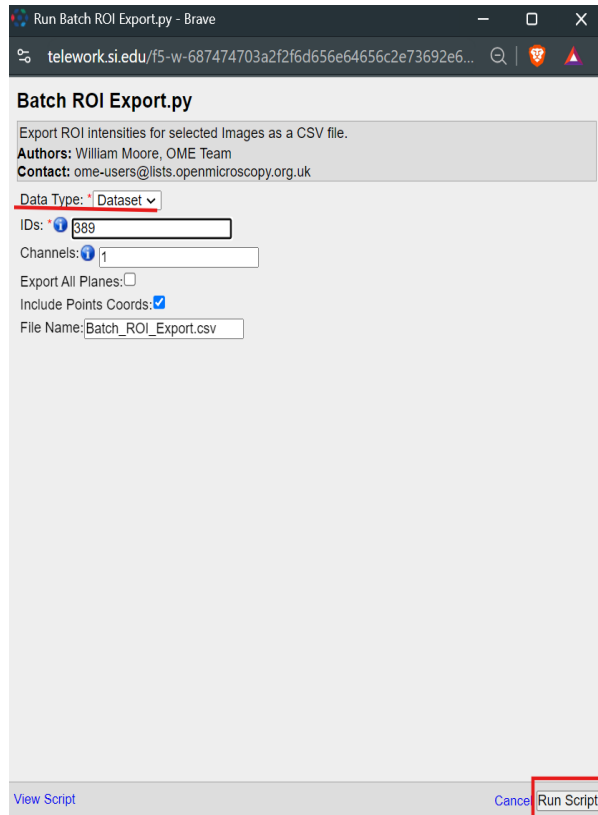 Run Batch ROI Export.py - Brave
telework.si.edu/f5-w-687474703a2f2f6d656e64656c2e73692e6...
Batch ROI Export.py
Export ROI intensities for selected Images as a CSV file.
Authors: William Moore, OME Team
Contact: ome-users@lists.openmicroscopy.org.uk
Data Type: * Dataset
IDs: * 389
Channels: 1
Export All Planes:
Include Points Coords:
File Name: Batch_ROI_Export.csv
View Script Cancel Run Script